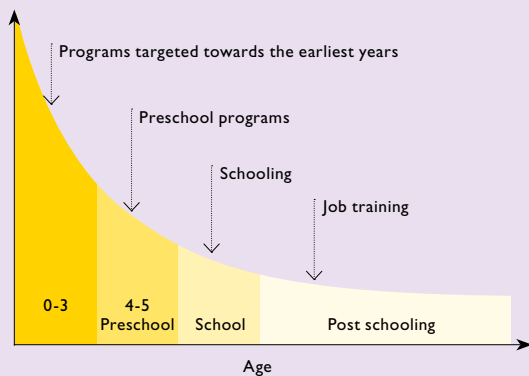 Programs targeted towards the earliest years
Preschool programs
Schooling
Job training
0-3
4-5
Preschool
School
Post schooling
Age